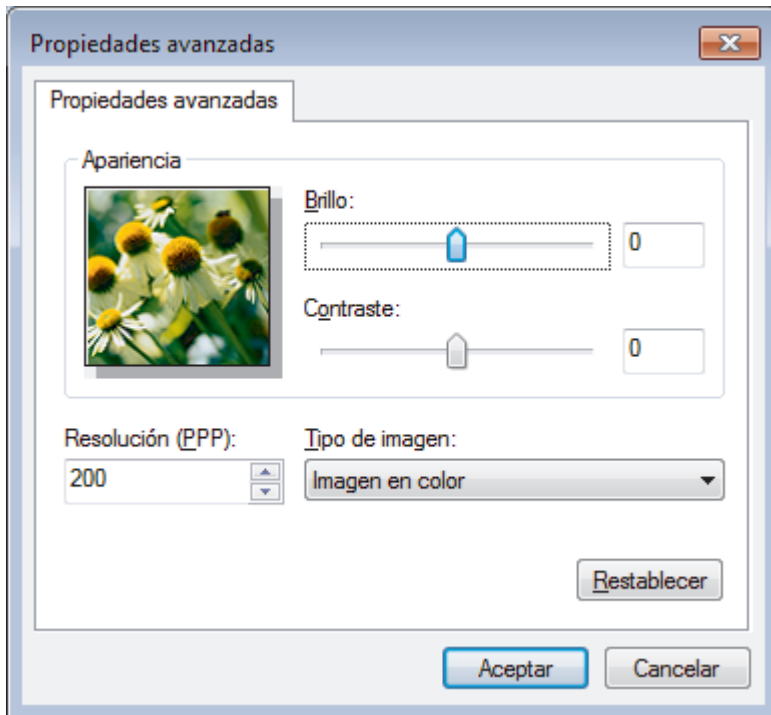 Propiedades avanzadas
Propiedades avanzadas
Apariencia
Brillo:
0
Contraste:
0
Resolución (PPP):
200
Tipo de imagen:
Imagen en color
Restablecer
Aceptar
Cancelar